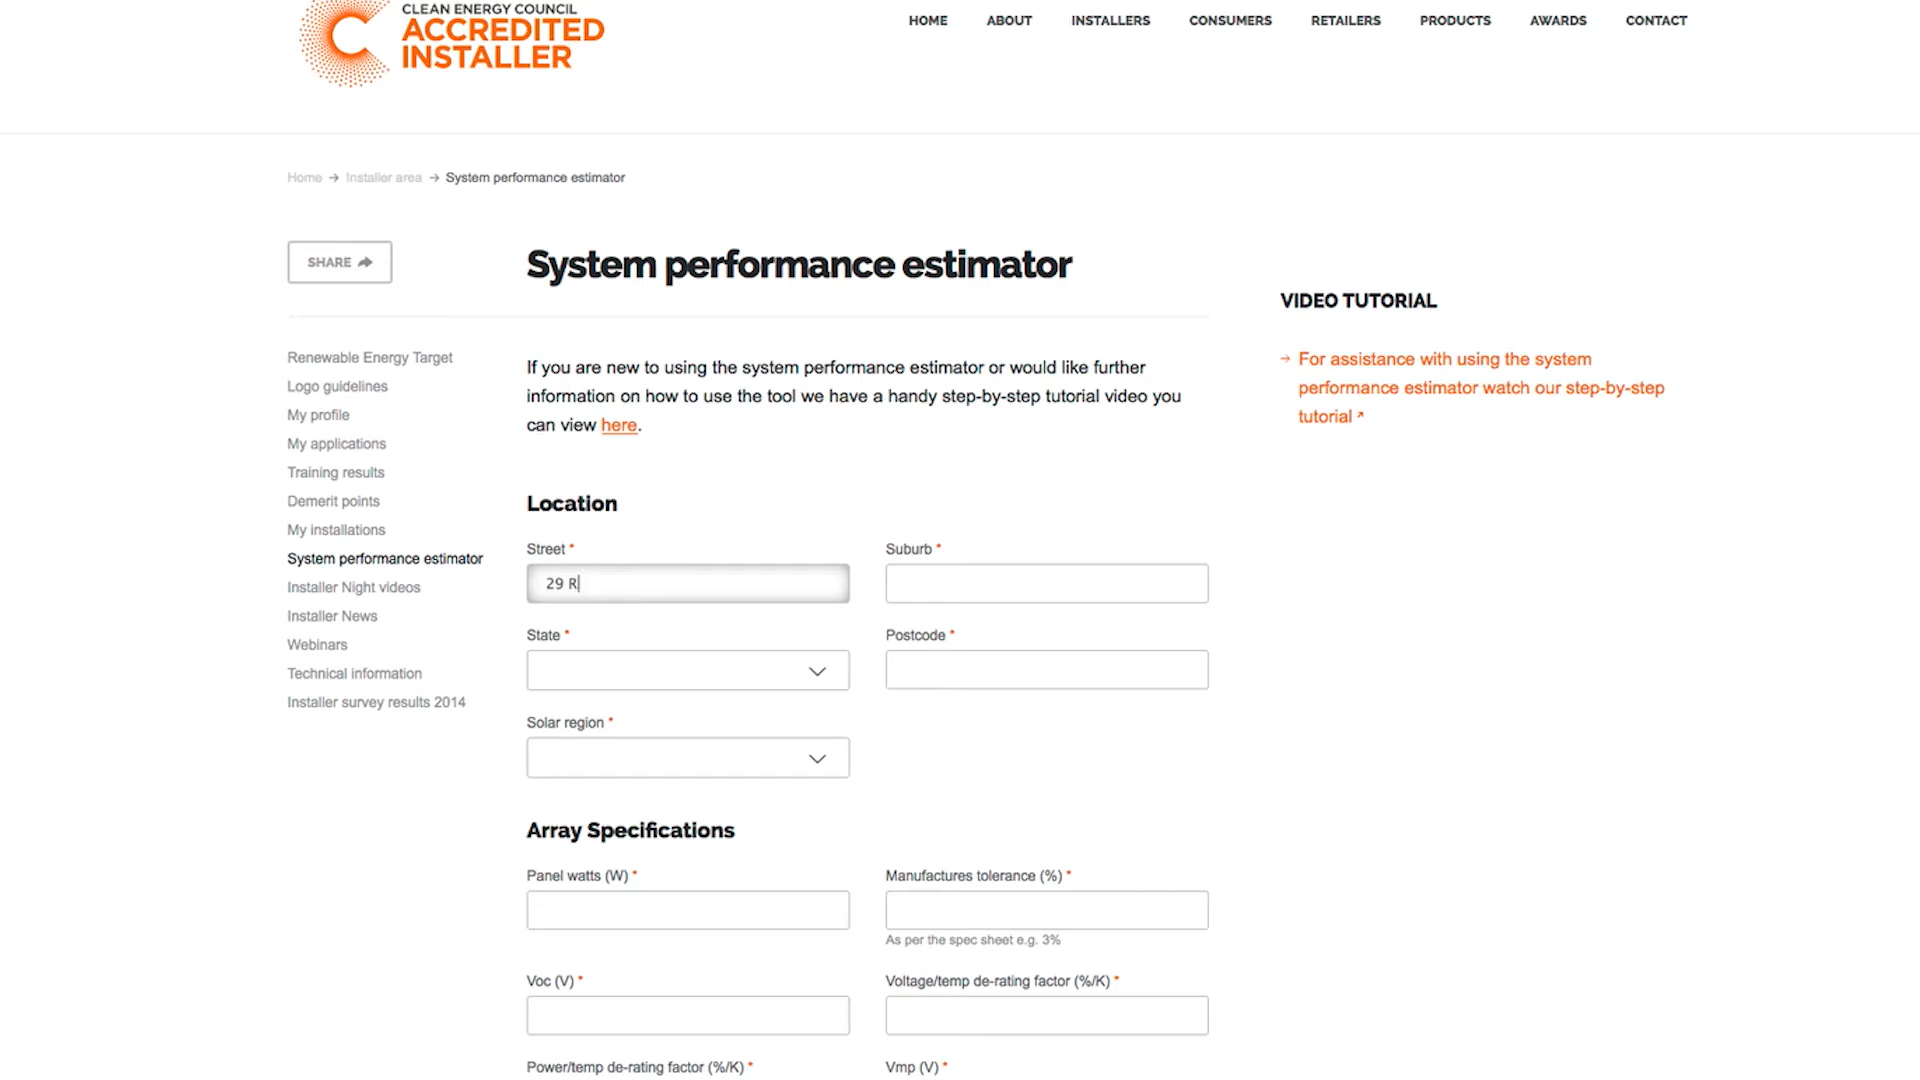 CLEAN ENERGY COUNCIL
ACCREDITED
INSTALLER
HOME ABOUT INSTALLERS CONSUMERS RETAILERS PRODUCTS AWARDS CONTACT
Home → Installer area → System performance estimator
SHARE
System performance estimator
Renewable Energy Target
Logo guidelines
My profile
My applications
Training results
Demerit points
My installations
System performance estimator
Installer Night videos
Installer News
Webinars
Technical information
Installer survey results 2014
If you are new to using the system performance estimator or would like further
information on how to use the tool we have a handy step-by-step tutorial video you
can view here.
Location
Street *
Suburb *
29 R
State *
Postcode *
Solar region *
Array Specifications
Panel watts (W) *
Manufactures tolerance (%) *
As per the spec sheet e.g. 3%
Voc (V) *
Voltage/temp de-rating factor (%/K) *
Power/temp de-rating factor (%/K) *
Vmp (V) *
VIDEO TUTORIAL
→ For assistance with using the system
performance estimator watch our step-by-step
tutorial